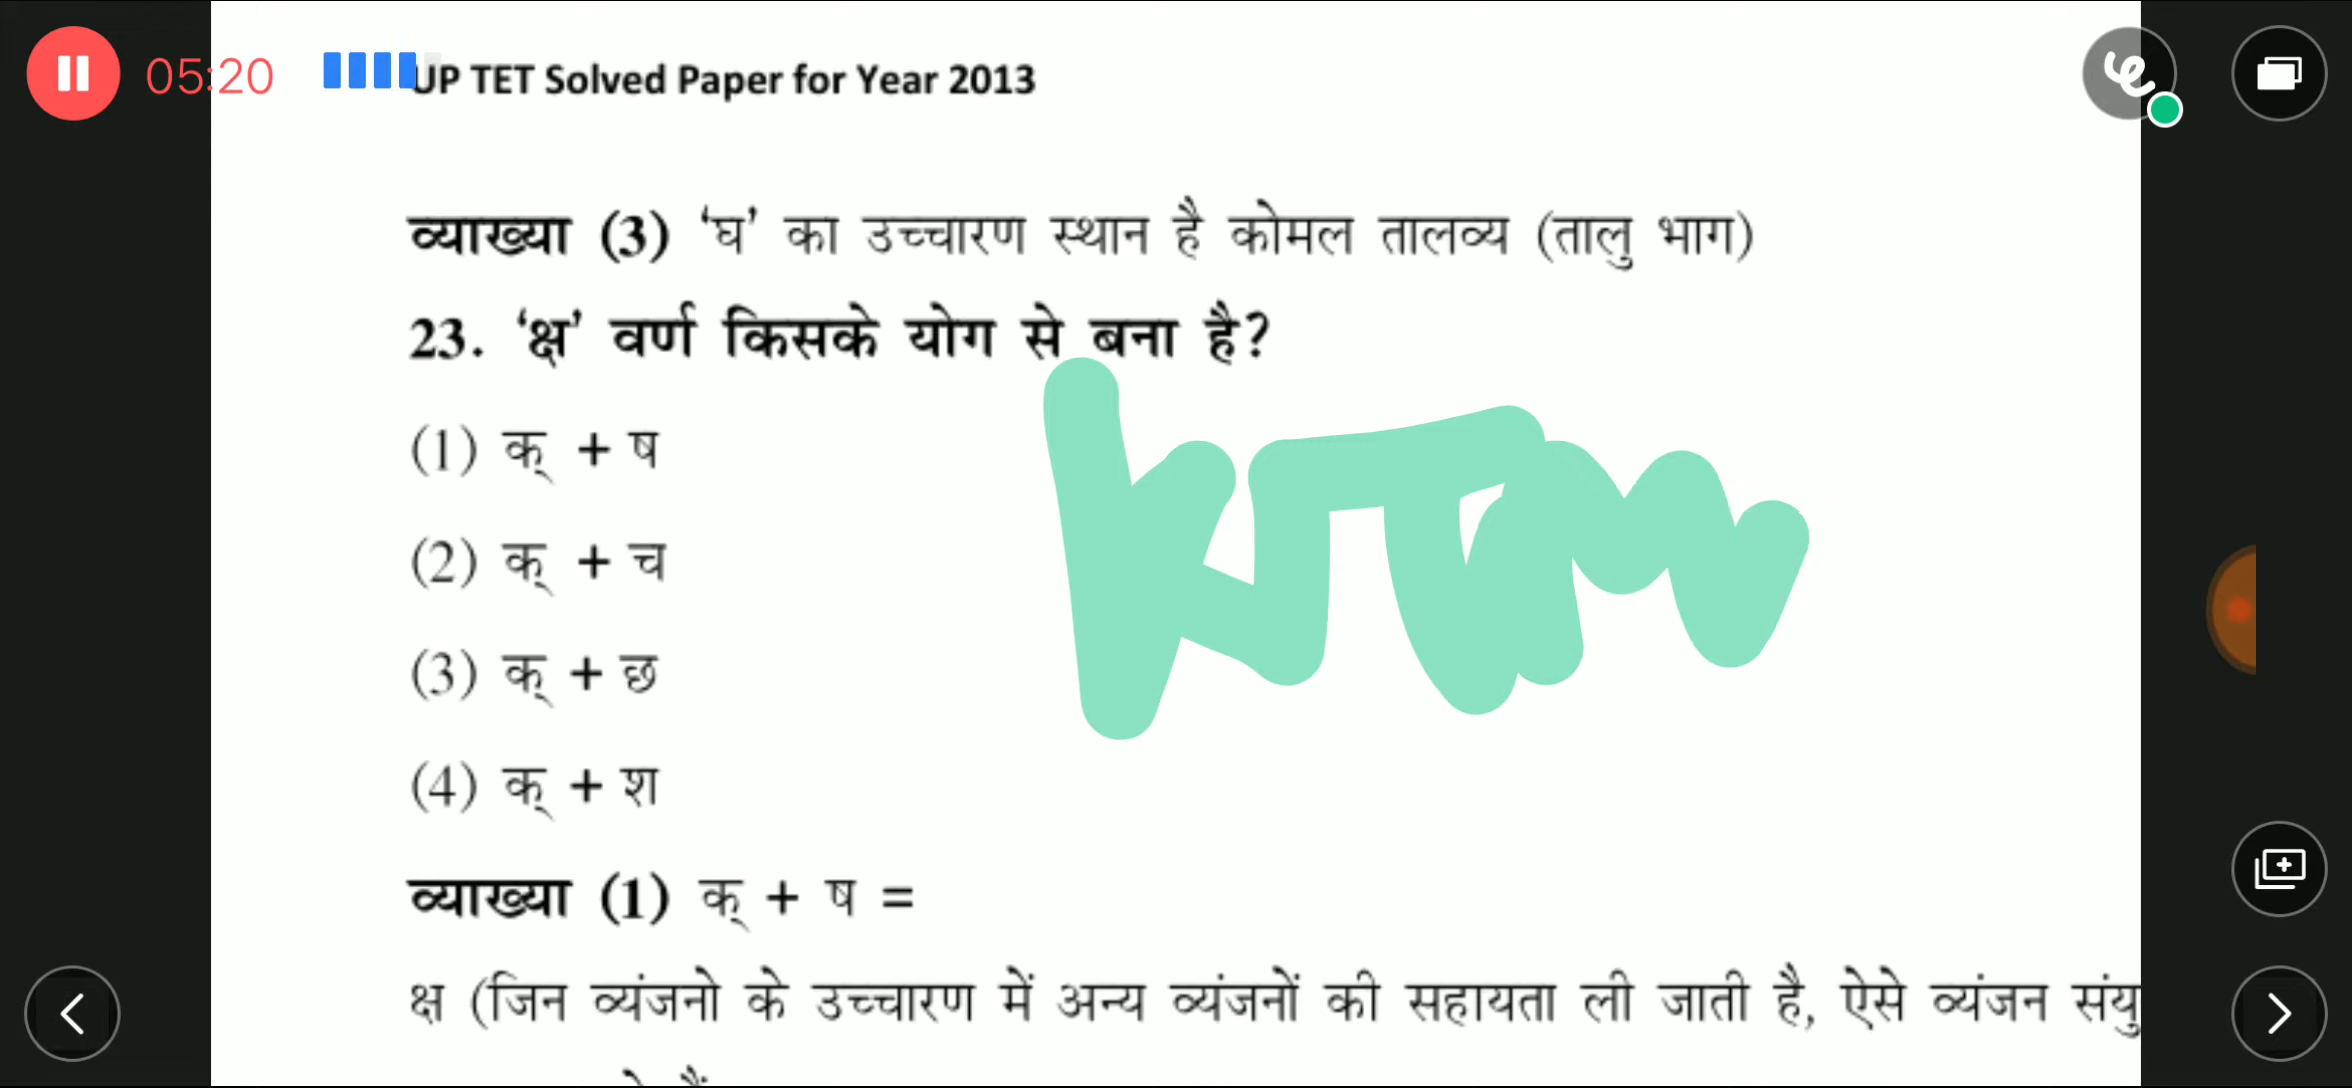 05:20
UP TET Solved Paper for Year 2013
व्याख्या (3) ‘घ’ का उच्चारण स्थान है कोमल तालव्य (तालु भाग)
23. ‘क्ष’ वर्ण किसके योग से बना है?
(1) क् + ष
(2) क् + च
(3) क् + छ
(4) क् + श
KTM
व्याख्या (1) क् + ष =
क्ष (जिन व्यंजनो के उच्चारण में अन्य व्यंजनों की सहायता ली जाती है, ऐसे व्यंजन संयु